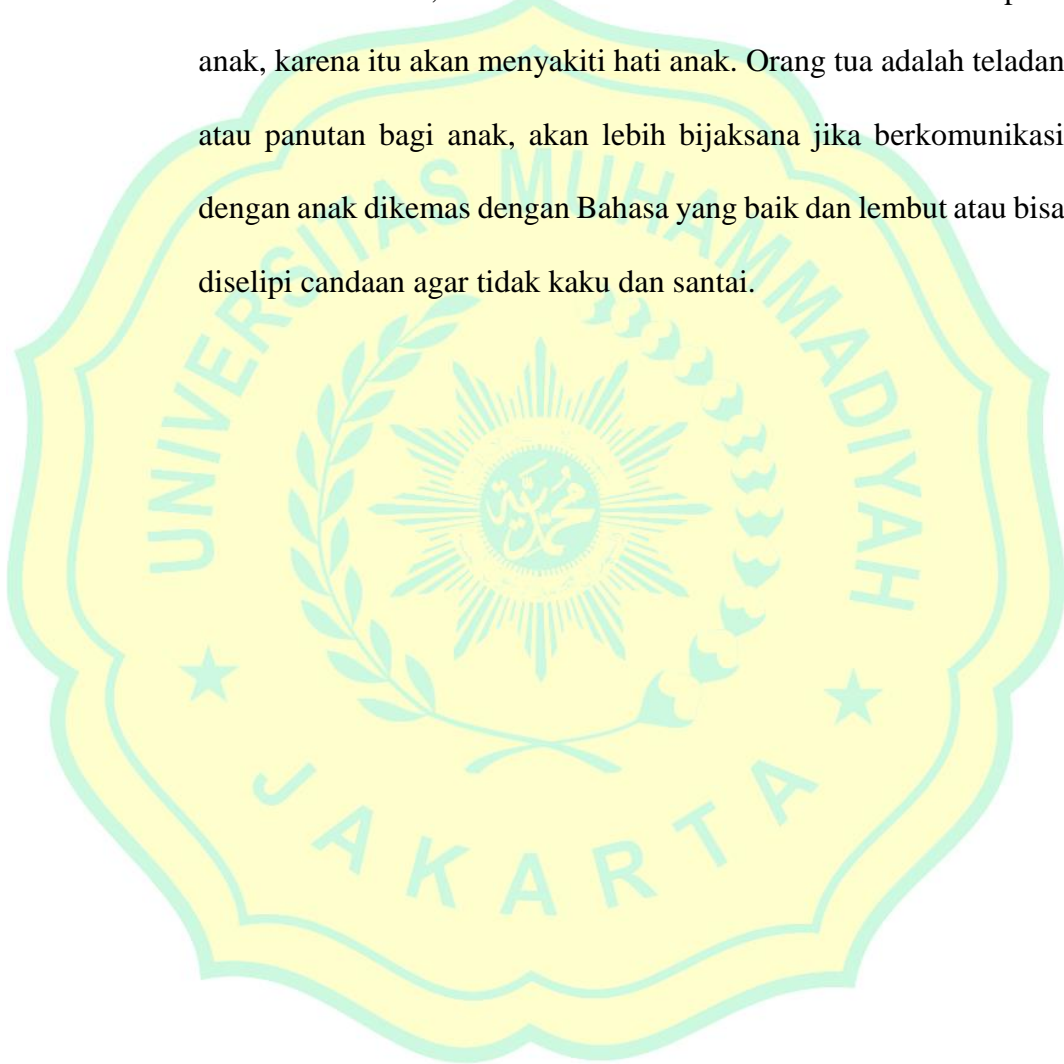 anak, karena itu akan menyakiti hati anak. Orang tua adalah teladan
atau panutan bagi anak, akan lebih bijaksana jika berkomunikasi
dengan anak dikemas dengan Bahasa yang baik dan lembut atau bisa
diselipi candaan agar tidak kaku dan santai.
UNIVERSITAS MUHAMMADIYAH
JAKARTA